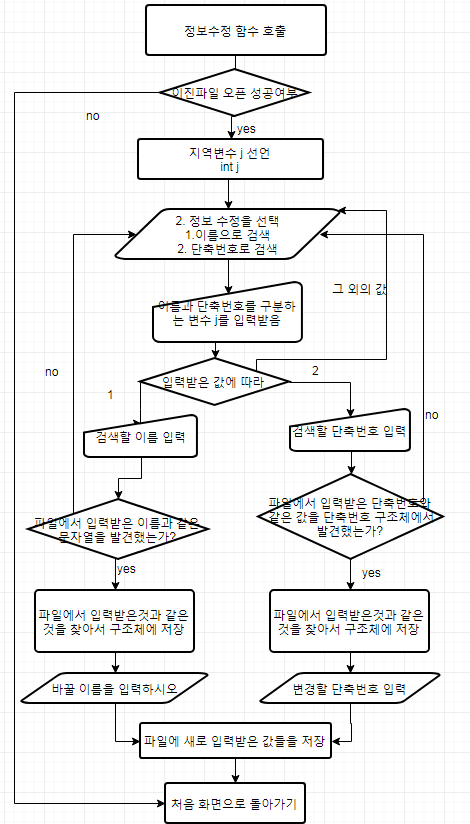 정보수정 함수 호출
이진파일 오픈 성공여부
no
yes
지역변수 j 선언
int j
2. 정보 수정을 선택
1.이름으로 검색
2. 단축번호로 검색
그 외의 값
이름과 단축번호를 구분하
는 변수 j를 입력받음
입력받은 값에 따라
no
1
2
no
검색할 이름 입력
검색할 단축번호 입력
파일에서 입력받은 이름과 같은
문자열을 발견했는가?
파일에서 입력받은 단축번호와
같은 값을 단축번호 구조체에서
발견했는가?
yes
yes
파일에서 입력받은것과 같은
것을 찾아서 구조체에 저장
파일에서 입력받은것과 같은
것을 찾아서 구조체에 저장
바꿀 이름을 입력하시오
변경할 단축번호 입력
파일에 새로 입력받은 값들을 저장
처음 화면으로 돌아가기